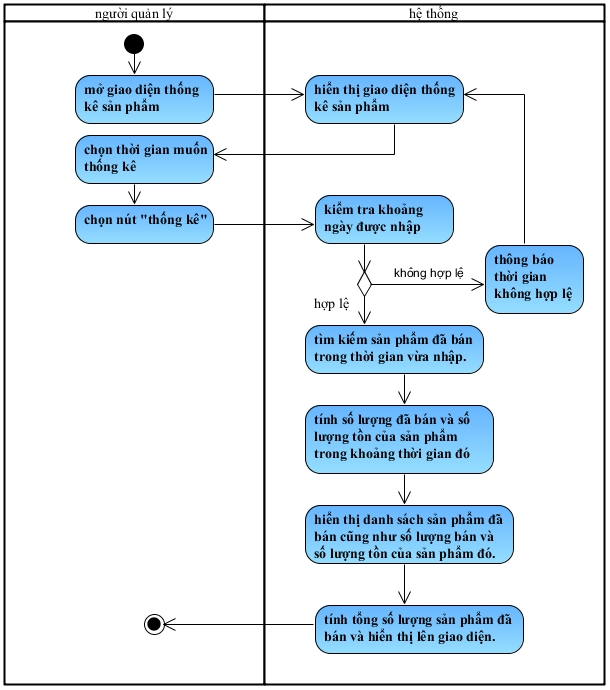 người quản lý
hệ thống
mở giao diện thống
kê sản phẩm
hiển thị giao diện thống
kê sản phẩm
chọn thời gian muốn
thống kê
chọn nút "thống kê"
kiểm tra khoảng
ngày được nhập
không hợp lệ
thông báo
thời gian
không hợp lệ
hợp lệ
tìm kiếm sản phẩm đã bán
trong thời gian vừa nhập.
tính số lượng đã bán và số
lượng tồn của sản phẩm
trong khoảng thời gian đó
hiển thị danh sách sản phẩm đã
bán cũng như số lượng bán và
số lượng tồn của sản phẩm đó.
tính tổng số lượng sản phẩm đã
bán và hiển thị lên giao diện.